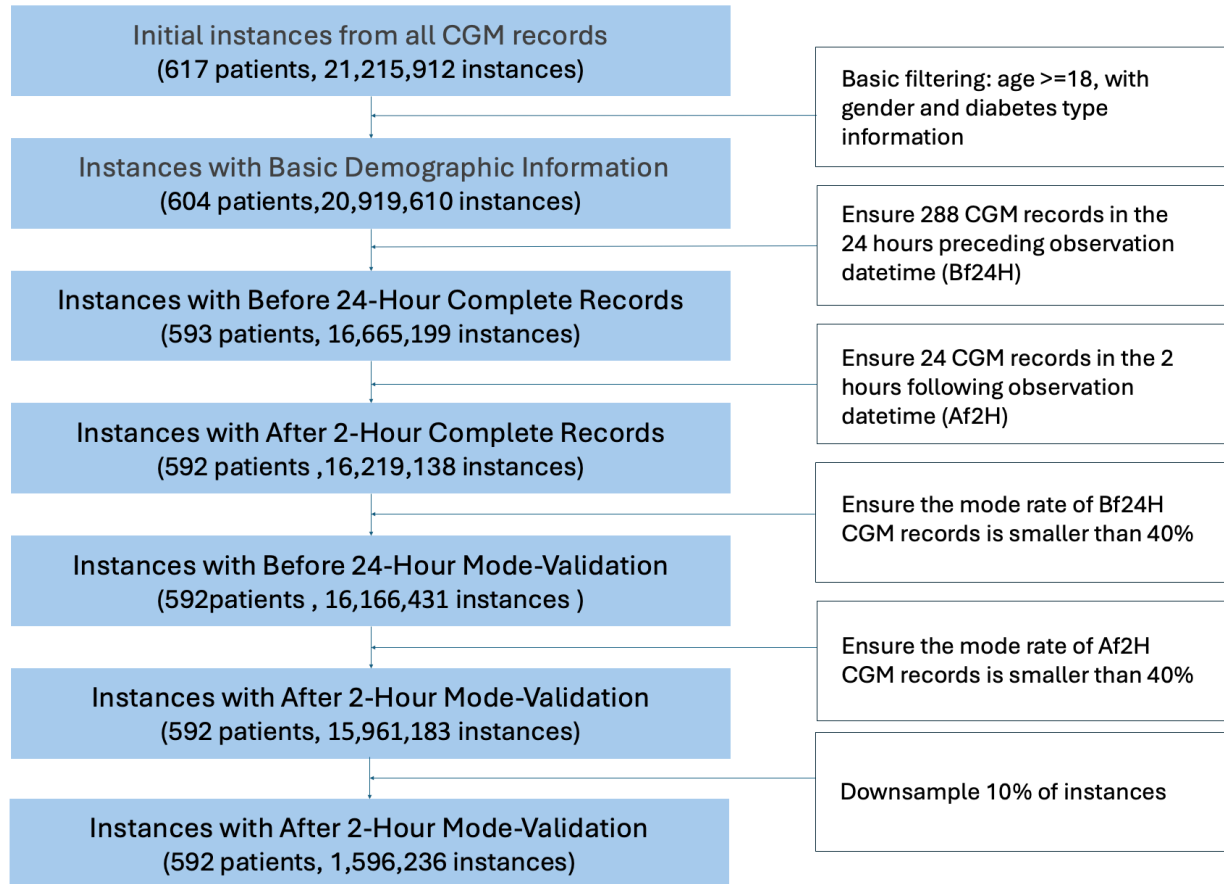 Initial instances from all CGM records
(617 patients, 21,215,912 instances)
Basic filtering: age >=18, with
gender and diabetes type
information
Instances with Basic Demographic Information
(604 patients,20,919,610 instances)
Ensure 288 CGM records in the
24 hours preceding observation
datetime (Bf24H)
Instances with Before 24-Hour Complete Records
(593 patients, 16,665,199 instances)
Ensure 24 CGM records in the 2
hours following observation
datetime (Af2H)
Instances with After 2-Hour Complete Records
(592 patients ,16,219,138 instances)
Ensure the mode rate of Bf24H
CGM records is smaller than 40%
Instances with Before 24-Hour Mode-Validation
(592patients , 16,166,431 instances )
Ensure the mode rate of Af2H
CGM records is smaller than 40%
Instances with After 2-Hour Mode-Validation
(592 patients, 15,961,183 instances)
Downsample 10% of instances
Instances with After 2-Hour Mode-Validation
(592 patients, 1,596,236 instances)